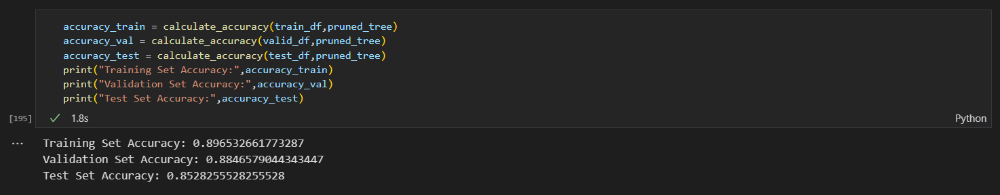 accuracy_train = calculate_accuracy(train_df,pruned_tree)
accuracy_val = calculate_accuracy(valid_df,pruned_tree)
accuracy_test = calculate_accuracy(test_df,pruned_tree)
print("Training Set Accuracy:",accuracy_train)
print("Validation Set Accuracy:",accuracy_val)
print("Test Set Accuracy:",accuracy_test)
[195] 1.8s Python
Training Set Accuracy: 0.896532661773287
Validation Set Accuracy: 0.8846579044343447
Test Set Accuracy: 0.8528255528255528